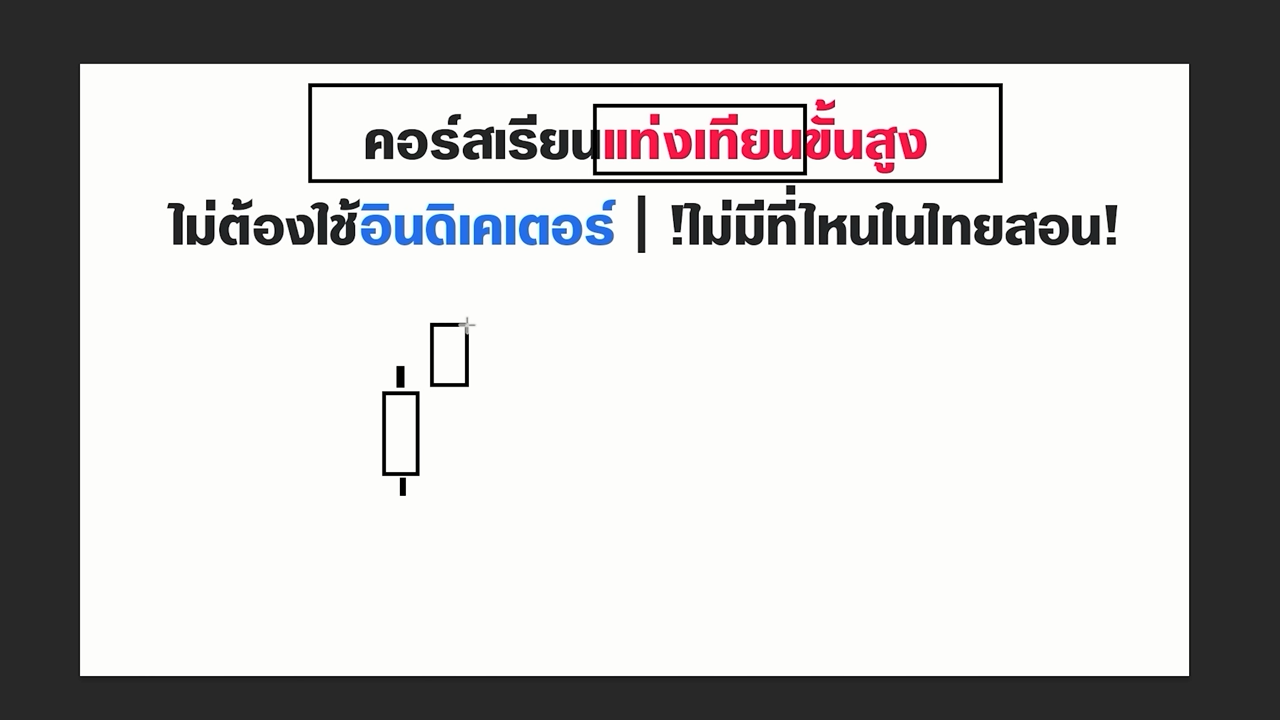 คอร์สเรียนแท่งเทียนขั้นสูง
ไม่ต้องใช้อินดิเคเตอร์ | !ไม่มีที่ไหนในไทยสอน!